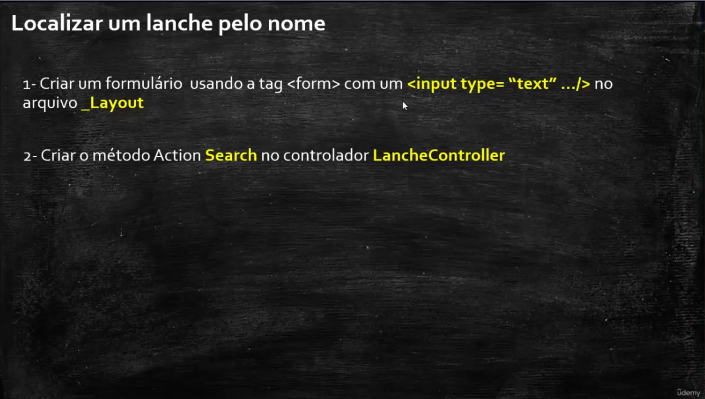 Localizar um lanche pelo nome
1- Criar um formulário usando a tag <form> com um <input type= “text” .../> no
arquivo _Layout
2- Criar o método Action Search no controlador LancheController
ûdemy